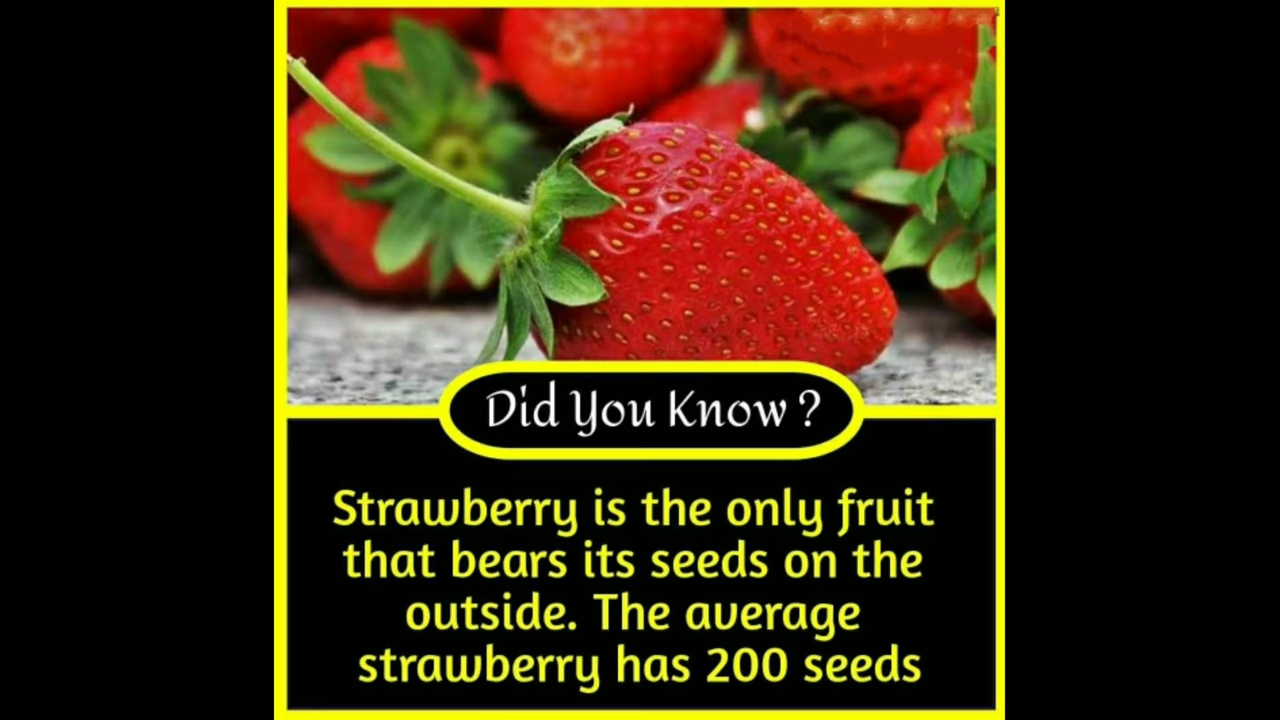 Did You Know ?
Strawberry is the only fruit
that bears its seeds on the
outside. The average
strawberry has 200 seeds